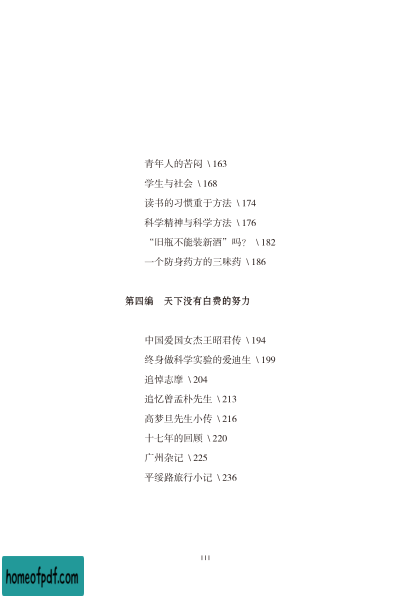 青年人的苦闷 \ 163
学生与社会 \ 168
读书的习惯重于方法 \ 174
科学精神与科学方法 \ 176
“旧瓶不能装新酒”吗？ \ 182
一个防身药方的三味药 \ 186
第四编 天下没有白费的努力
中国爱国女杰王昭君传 \ 194
终身做科学实验的爱迪生 \ 199
追悼志摩 \ 204
追忆曾孟朴先生 \ 213
高梦旦先生小传 \ 216
十七年的回顾 \ 220
广州杂记 \ 225
平绥路旅行小记 \ 236
111
homeofpdf.com